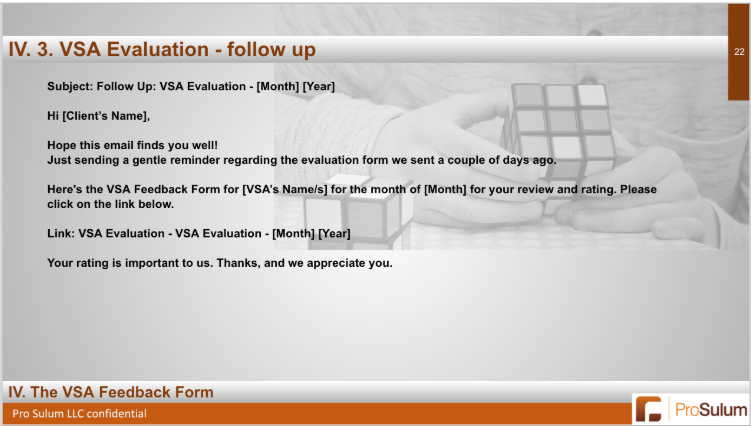 IV. 3. VSA Evaluation - follow up
22
Subject: Follow Up: VSA Evaluation - [Month] [Year]
Hi [Client’s Name],
Hope this email finds you well!
Just sending a gentle reminder regarding the evaluation form we sent a couple of days ago.
Here's the VSA Feedback Form for [VSA's Name/s] for the month of [Month] for your review and rating. Please
click on the link below.
Link: VSA Evaluation - VSA Evaluation - [Month] [Year]
Your rating is important to us. Thanks, and we appreciate you.
IV. The VSA Feedback Form
Pro Sulum LLC confidential
ProSulum